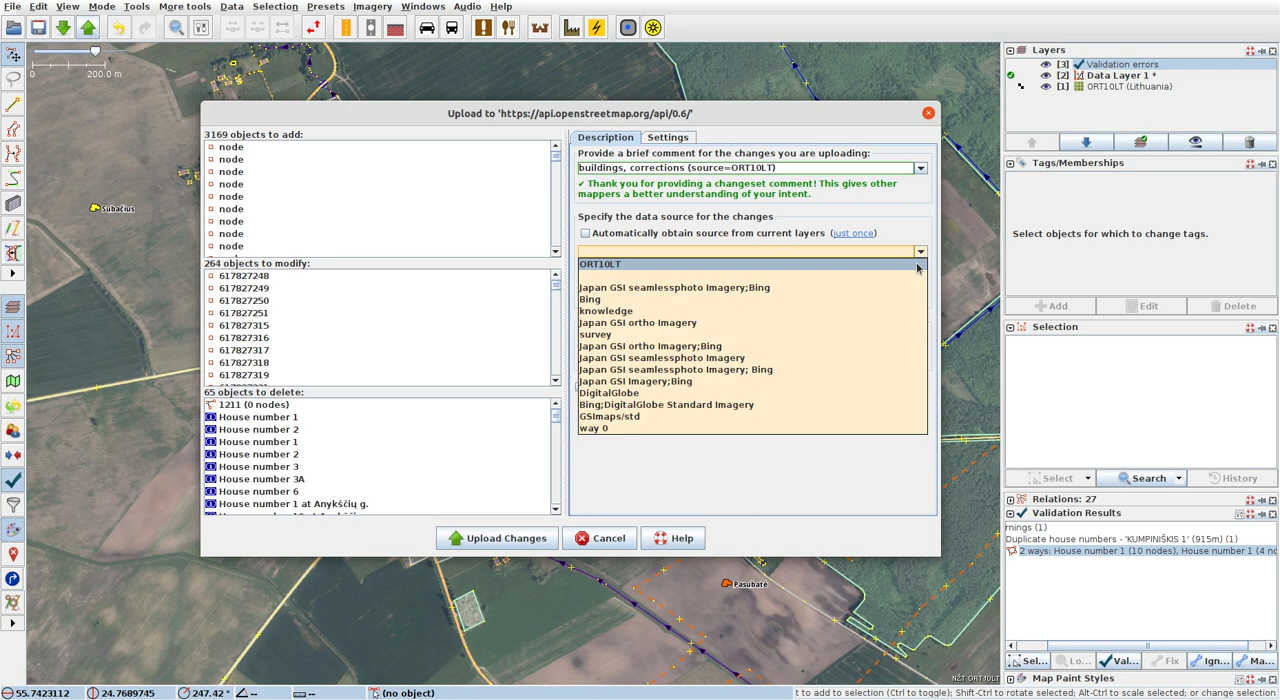 File Edit View Mode Tools More tools Data Selection Presets Imagery Windows Audio Help
0 200.0 m
Subačius
Pasubatė
NŽT ORT10LT
Upload to 'https://api.openstreetmap.org/api/0.6/'
3169 objects to add:
node
node
node
node
node
node
node
node
node
264 objects to modify:
617827248
617827249
617827250
617827251
617827315
617827316
617827317
617827318
617827319
65 objects to delete:
1211 (0 nodes)
House number 1
House number 2
House number 1
House number 2
House number 3
House number 3A
House number 6
House number 1 at Anykščių g.
Description Settings
Provide a brief comment for the changes you are uploading:
buildings, corrections (source=ORT10LT)
✔ Thank you for providing a changeset comment! This gives other
mappers a better understanding of your intent.
Specify the data source for the changes
Automatically obtain source from current layers (just once)
ORT10LT
Japan GSI seamlessphoto Imagery;Bing
Bing
knowledge
Japan GSI ortho Imagery
survey
Japan GSI ortho Imagery;Bing
Japan GSI seamlessphoto Imagery
Japan GSI seamlessphoto Imagery; Bing
Japan GSI Imagery;Bing
DigitalGlobe
Bing;DigitalGlobe Standard Imagery
GSImaps/std
way 0
Upload Changes Cancel Help
Layers
[3] Validation errors
[2] Data Layer 1 *
[1] ORT10LT (Lithuania)
Tags/Memberships
Select objects for which to change tags.
Add Edit Delete
Selection
Select Search History
Relations: 27
Validation Results
rnings (1)
Duplicate house numbers - 'KUMPINIŠKIS 1' (915m) (1)
2 ways: House number 1 (10 nodes), House number 1 (4 no
Sel... Lo... Val... Fix Ign... Ma...
Map Paint Styles
55.7423112 24.7689745 247.42 ° -- -- (no object) t to add to selection (Ctrl to toggle); Shift-Ctrl to rotate selected; Alt-Ctrl to scale selected; or change selection